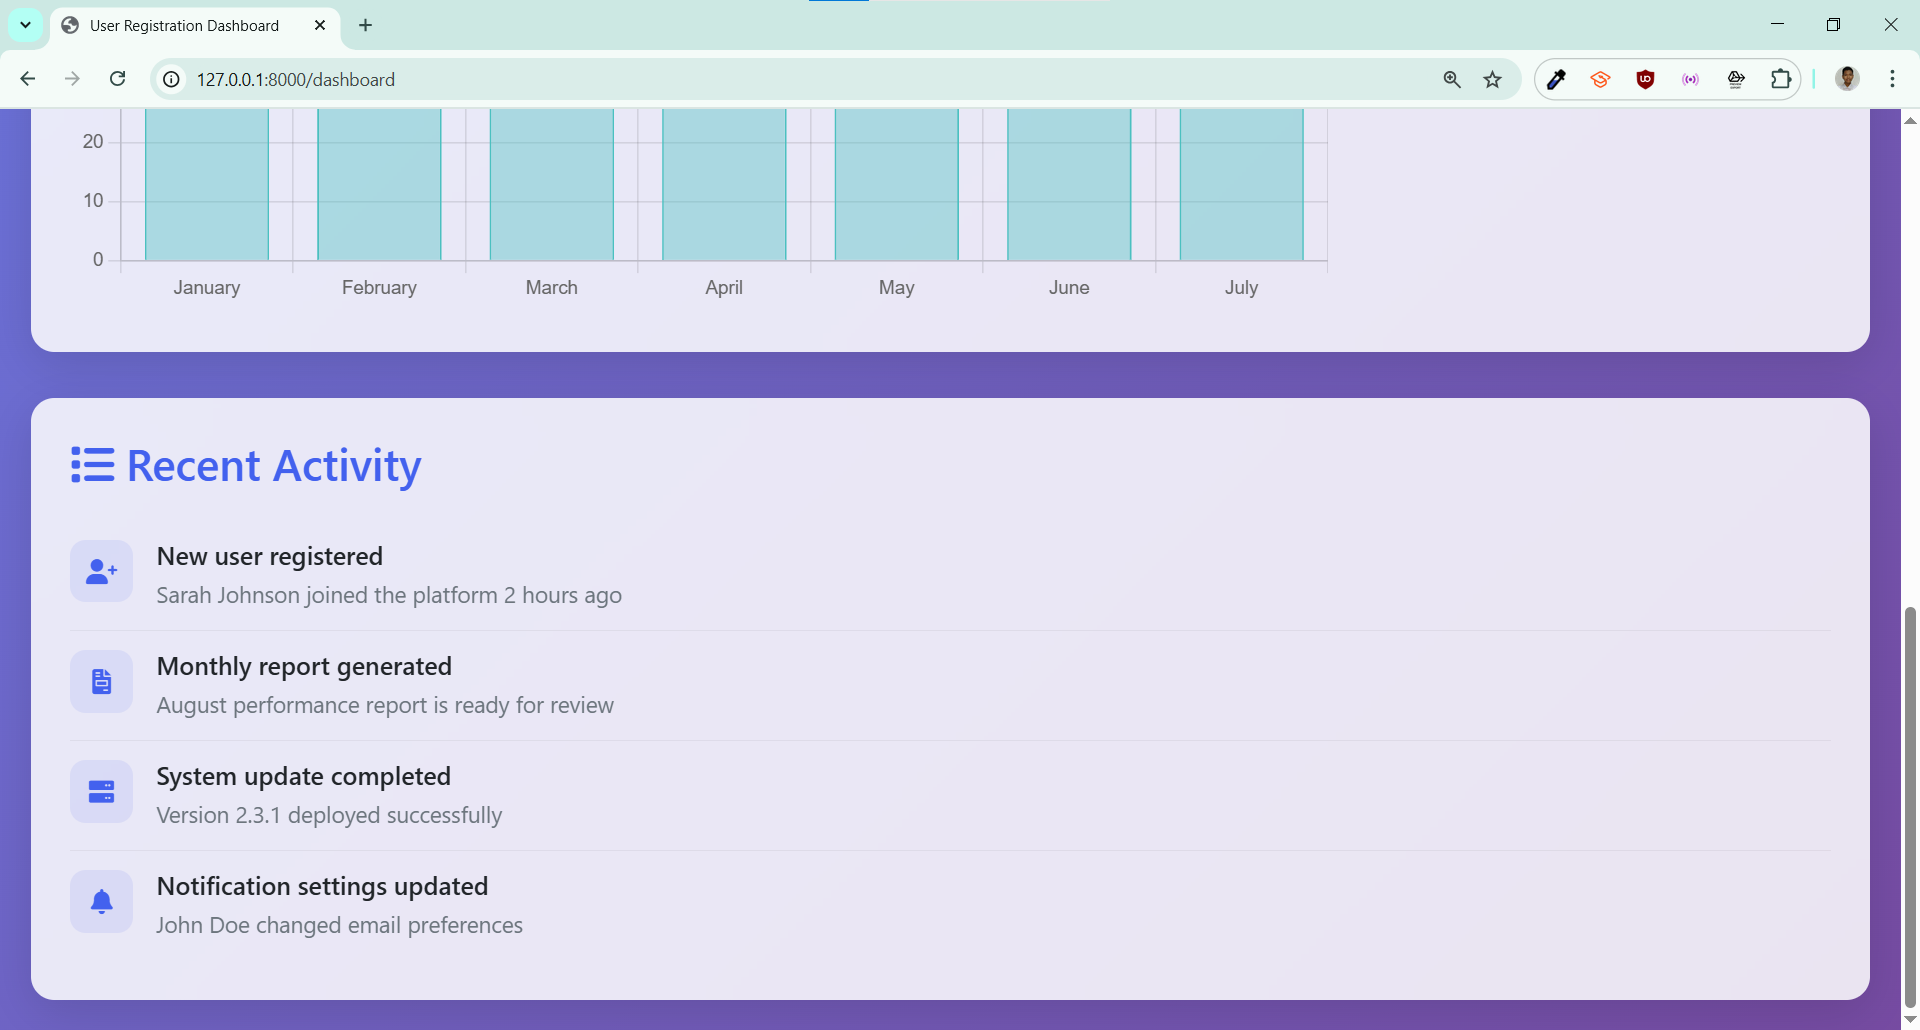 User Registration Dashboard
127.0.0.1:8000/dashboard
20
10
0
January February March April May June July
Recent Activity
New user registered
Sarah Johnson joined the platform 2 hours ago
Monthly report generated
August performance report is ready for review
System update completed
Version 2.3.1 deployed successfully
Notification settings updated
John Doe changed email preferences